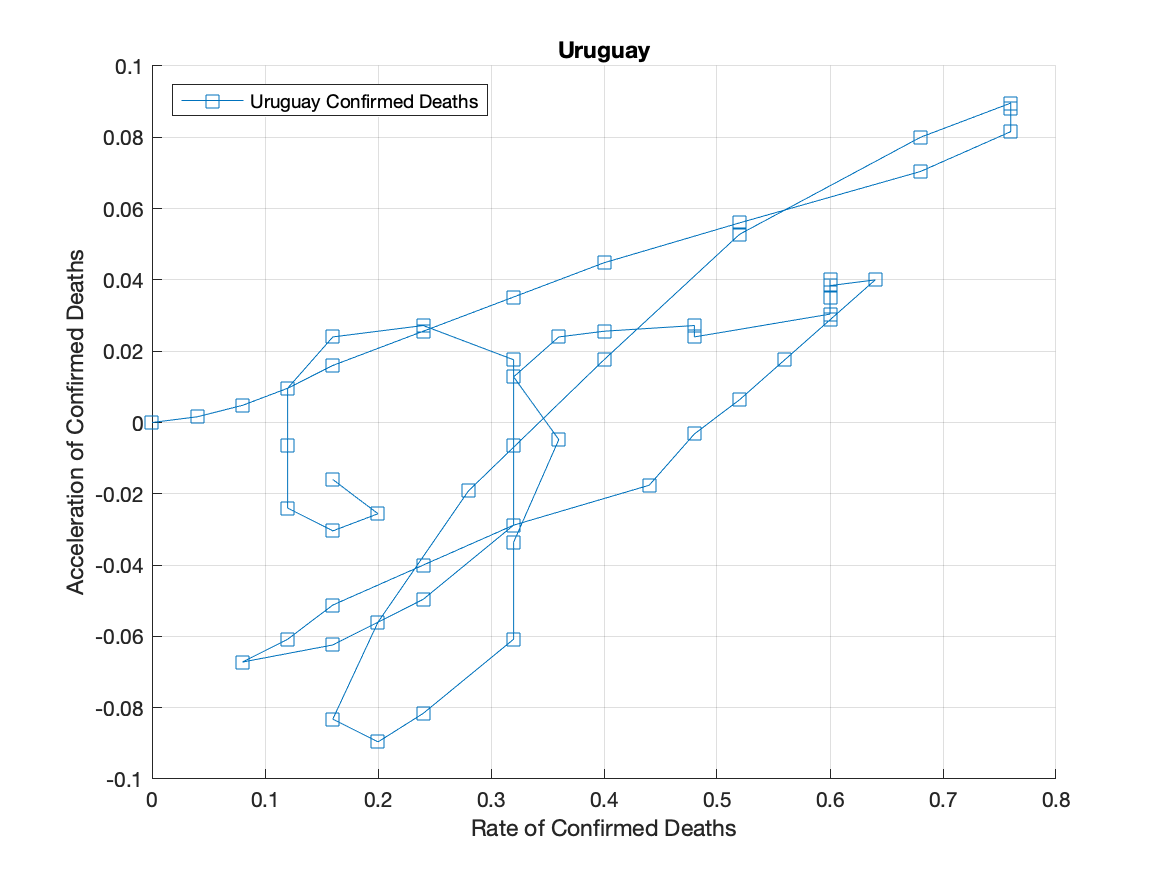 Uruguay
Uruguay Confirmed Deaths
Acceleration of Confirmed Deaths
0.1
0.08
0.06
0.04
0.02
0
-0.02
-0.04
-0.06
-0.08
-0.1
0 0.1 0.2 0.3 0.4 0.5 0.6 0.7 0.8
Rate of Confirmed Deaths